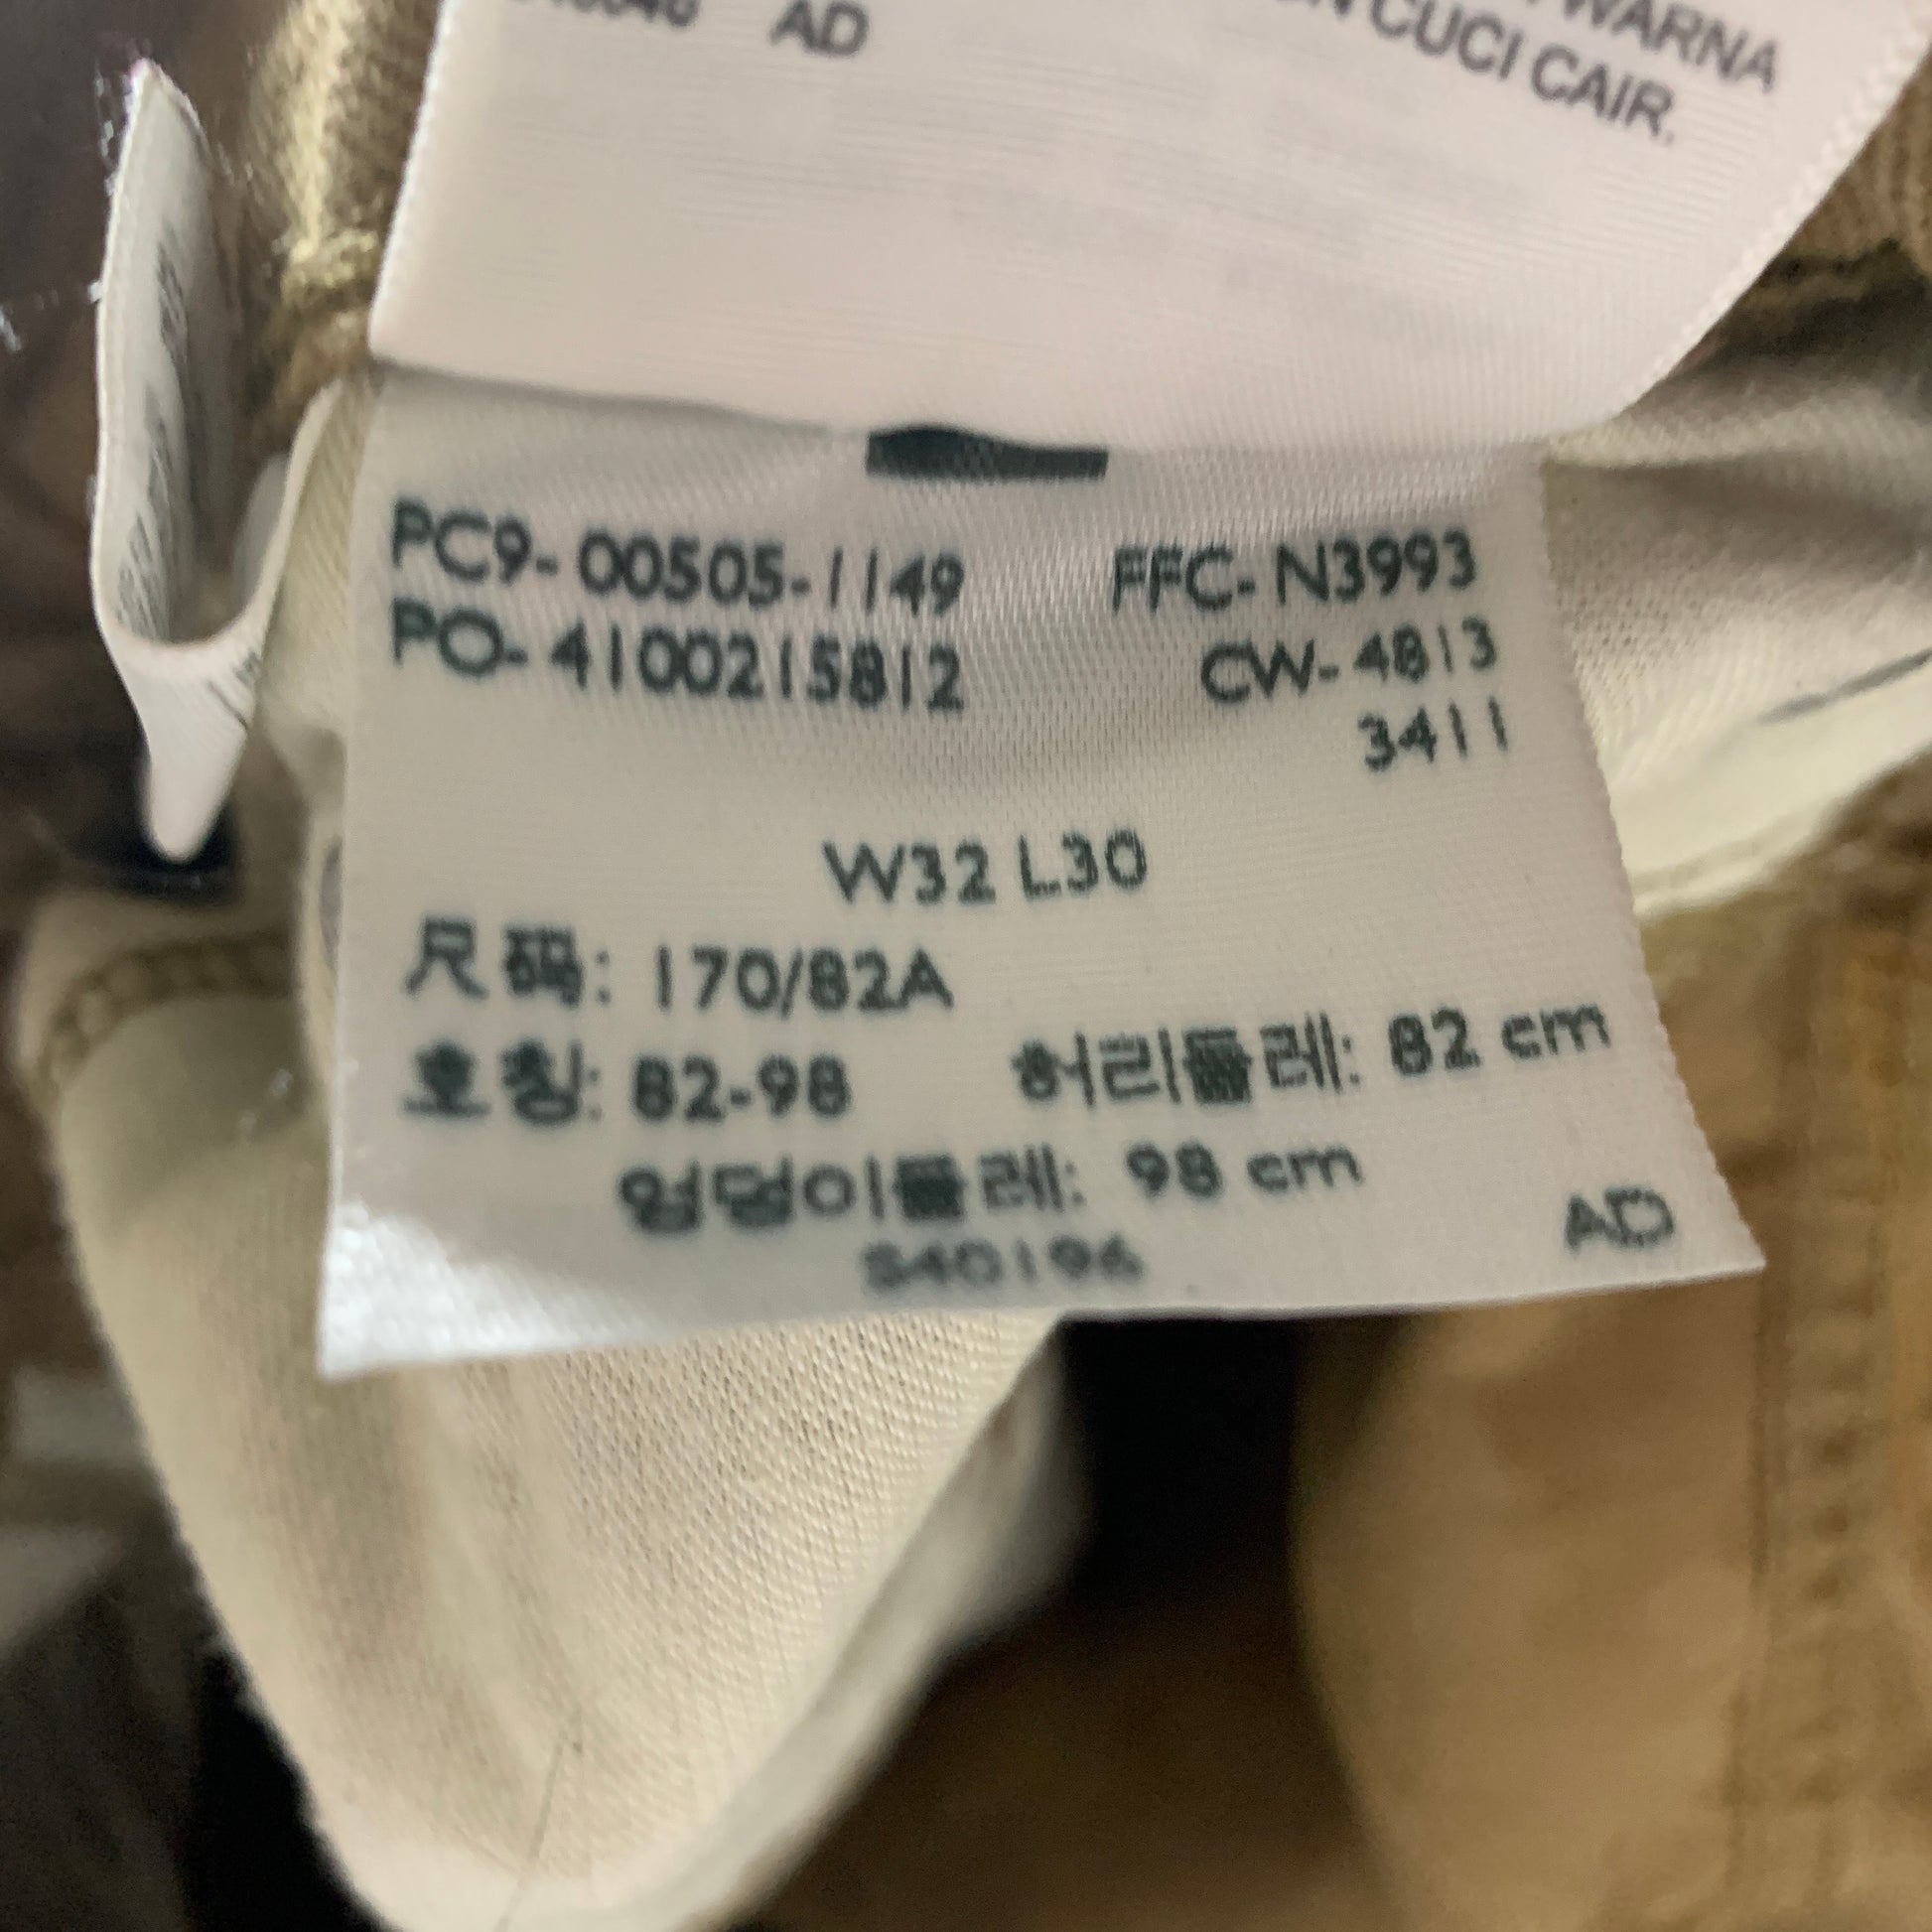 AD
WARNA
CUCI CAIR.
PC9-00505-1149 FFC-N3993
PO-4100215812 CW-4813
3411
W32 L30
尺码: 170/82A
호칭: 82-98 허리둘레: 82 cm
엉덩이둘레: 98 cm
S40196 AD